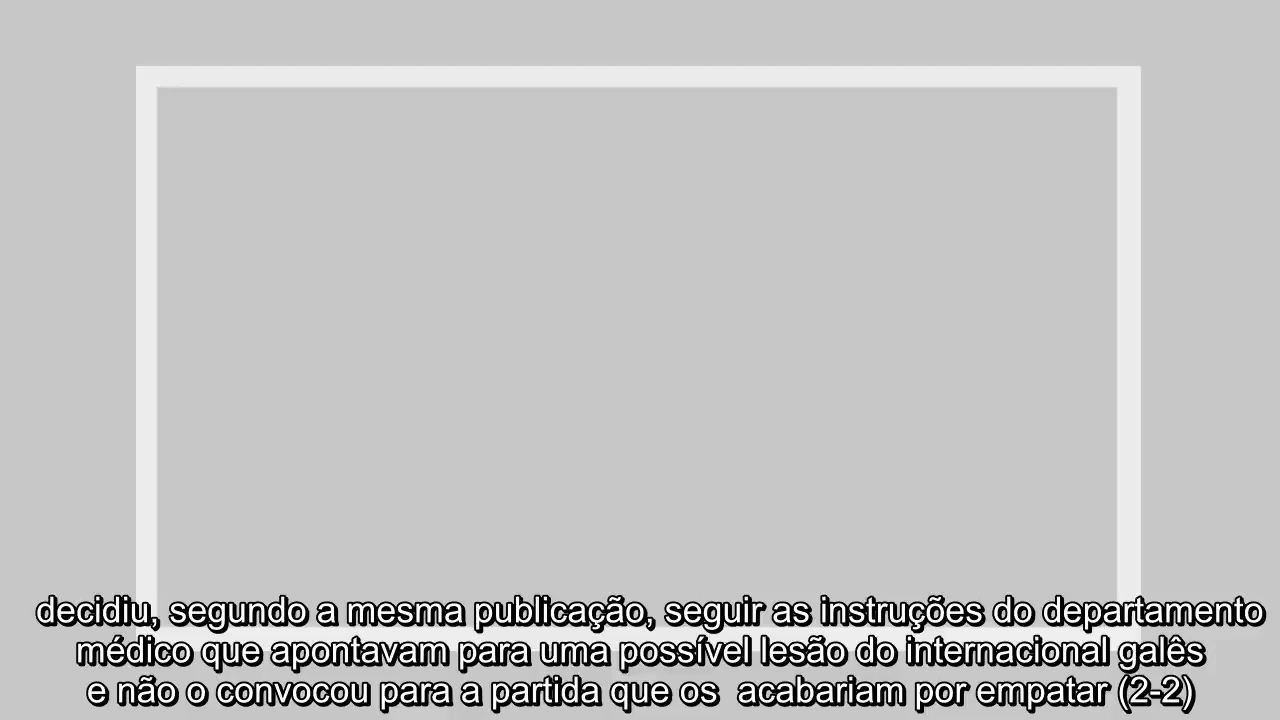 decidiu, segundo a mesma publicação, seguir as instruções do departamento
médico que apontavam para uma possível lesão do internacional galês
e não o convocou para a partida que os  acabariam por empatar (2-2)